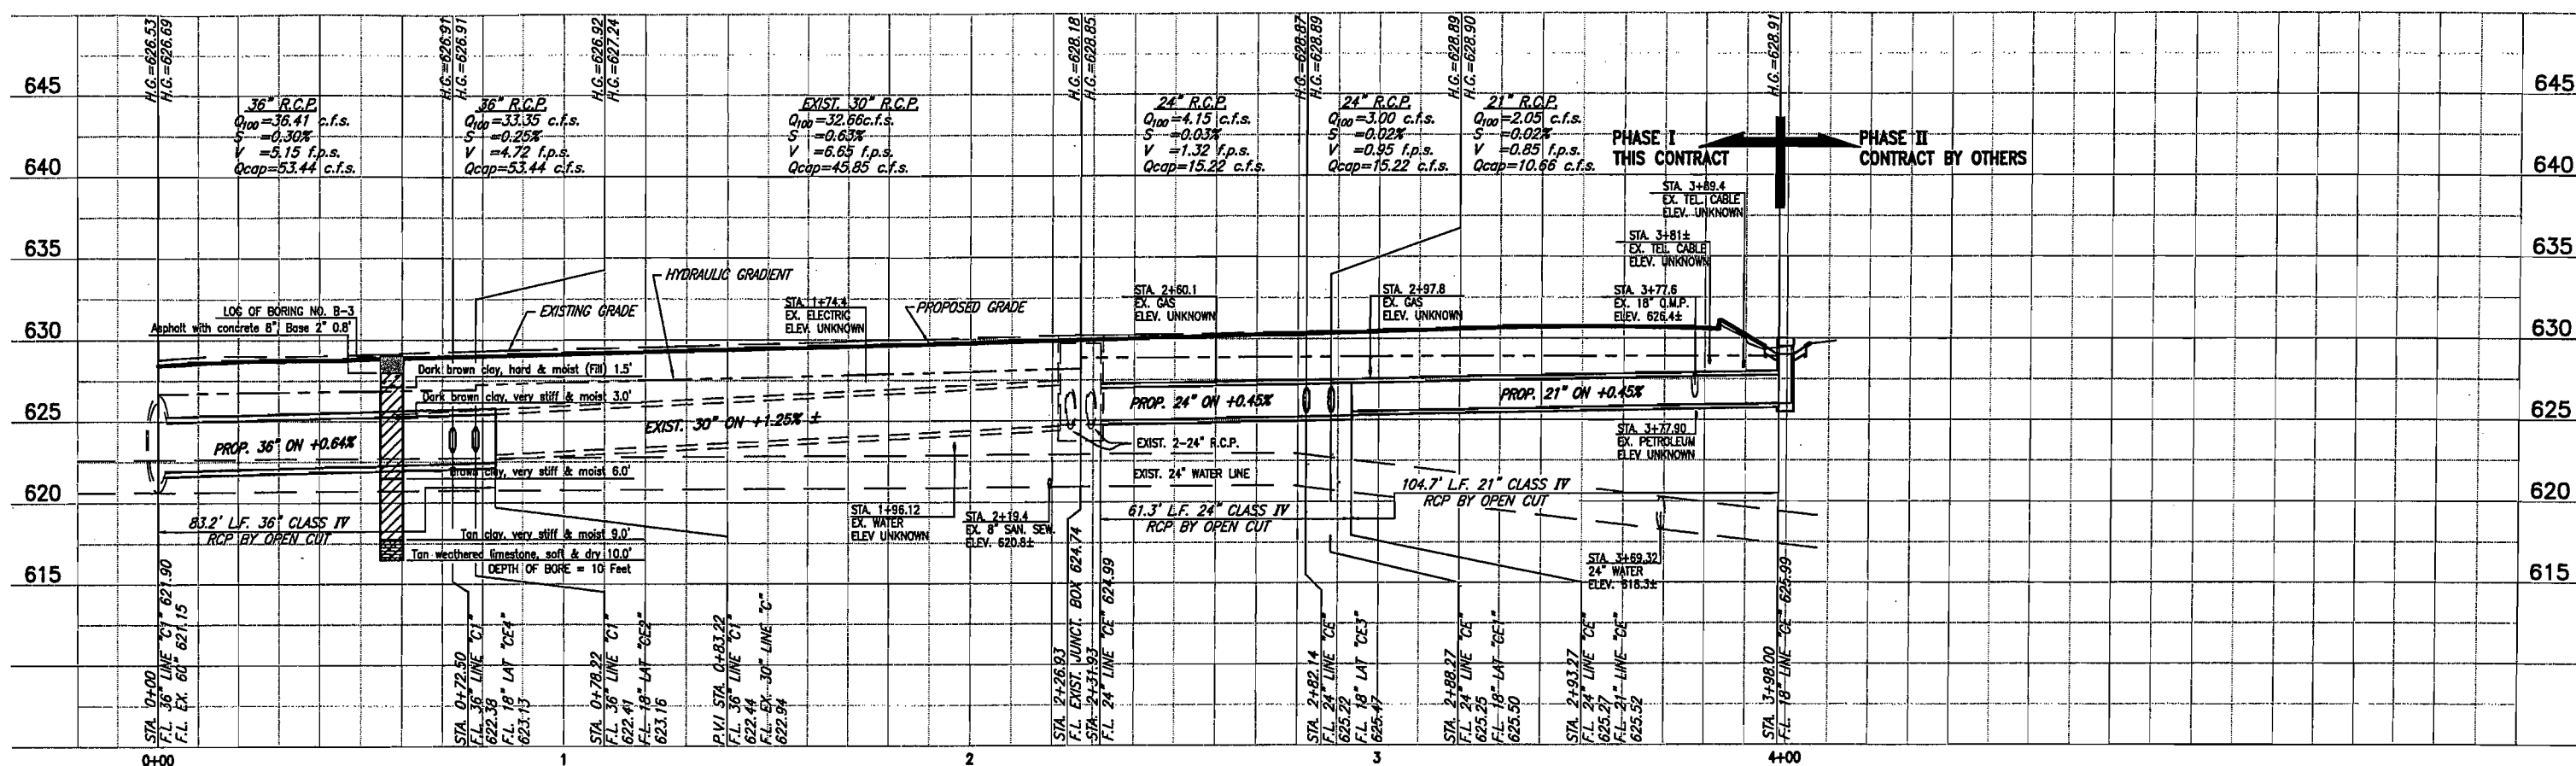 H.G.=626.53
H.G.=626.69
H.G.=626.91
H.G.=626.91
H.G.=626.92
H.G.=627.24
H.G.=628.18
H.G.=628.85
H.G.=628.87
H.G.=628.89
H.G.=628.89
H.G.=628.90
H.G.=628.91
645
640
635
630
625
620
615
645
640
635
630
625
620
615
36" R.C.P.
Q100=36.41 c.f.s.
S =0.30%
V =5.15 f.p.s.
Qcap=53.44 c.f.s.
36" R.C.P.
Q100=33.35 c.f.s.
S =0.25%
V =4.72 f.p.s.
Qcap=53.44 c.f.s.
EXIST. 30" R.C.P.
Q100=32.66c.f.s.
S =0.63%
V =6.65 f.p.s.
Qcap=45.85 c.f.s.
24" R.C.P.
Q100=4.15 c.f.s.
S =0.03%
V =1.32 f.p.s.
Qcap=15.22 c.f.s.
24" R.C.P.
Q100=3.00 c.f.s.
S =0.02%
V =0.95 f.p.s.
Qcap=15.22 c.f.s.
21" R.C.P.
Q100=2.05 c.f.s.
S =0.02%
V =0.85 f.p.s.
Qcap=10.66 c.f.s.
PHASE I
THIS CONTRACT
PHASE II
CONTRACT BY OTHERS
STA. 3+89.4
EX. TEL. CABLE
ELEV. UNKNOWN
STA. 3+81±
EX. TEL. CABLE
ELEV. UNKNOWN
HYDRAULIC GRADIENT
EXISTING GRADE
PROPOSED GRADE
STA. 1+74.4
EX. ELECTRIC
ELEV. UNKNOWN
STA. 2+60.1
EX. GAS
ELEV. UNKNOWN
STA. 2+97.8
EX. GAS
ELEV. UNKNOWN
STA. 3+77.6
EX. 18" C.M.P.
ELEV. 626.4±
LOG OF BORING NO. B-3
Asphalt with concrete 8" Base 2" 0.8'
Dark brown clay, hard & moist (Fill) 1.5'
Dark brown clay, very stiff & moist 3.0'
Brown clay, very stiff & moist 6.0'
Tan clay, very stiff & moist 9.0'
Tan weathered limestone, soft & dry 10.0'
DEPTH OF BORE = 10 Feet
PROP. 36" ON +0.64%
EXIST. 30" ON +1.25% ±
PROP. 24" ON +0.45%
PROP. 21" ON +0.45%
EXIST. 2-24" R.C.P.
EXIST. 24" WATER LINE
STA. 3+77.90
EX. PETROLEUM
ELEV UNKNOWN
83.2' L.F. 36" CLASS IV
RCP BY OPEN CUT
STA. 1+96.12
EX. WATER
ELEV UNKNOWN
STA. 2+19.4
EX. 8" SAN. SEW.
ELEV. 620.8±
61.3' L.F. 24" CLASS IV
RCP BY OPEN CUT
104.7' L.F. 21" CLASS IV
RCP BY OPEN CUT
STA. 3+69.32
24" WATER
ELEV. 618.3±
STA. 0+00
F.L. 36" LINE "C1" 621.90
F.L. EX. 60" 621.15
STA. 0+72.50
F.L. 36" LINE "C1"
622.38
F.L. 18" LAT "CE4"
623.13
STA. 0+78.22
F.L. 36" LINE "C1"
622.41
F.L. 18" LAT "CE2"
623.16
P.V.I STA. 0+83.22
F.L. 36" LINE "C1"
622.44
F.L. EX. 30" LINE "C"
622.94
STA. 2+26.93
F.L. EXIST. JUNCT. BOX 624.74
STA. 2+31.93
F.L. 24" LINE "CE" 624.99
STA. 2+82.14
F.L. 24" LINE "CE"
625.22
F.L. 18" LAT "CE3"
625.47
STA. 2+88.27
F.L. 24" LINE "CE"
625.25
F.L. 18" LAT "CE1"
625.50
STA. 2+93.27
F.L. 24" LINE "CE"
625.27
F.L. 21" LINE "CE"
625.52
STA. 3+98.00
F.L. 18" LINE "CE" 625.99
0+00
1
2
3
4+00